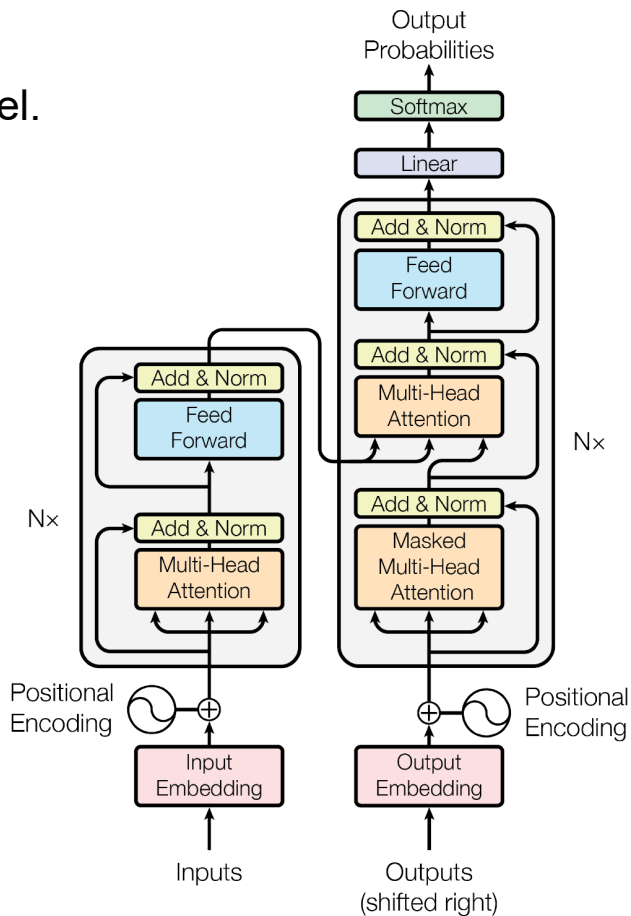 el.
Output
Probabilities
Softmax
Linear
Add & Norm
Feed
Forward
Add & Norm
Multi-Head
Attention
Add & Norm
Masked
Multi-Head
Attention
N×
Add & Norm
Feed
Forward
Add & Norm
Multi-Head
Attention
N×
Positional
Encoding
Positional
Encoding
Input
Embedding
Output
Embedding
Inputs
Outputs
(shifted right)